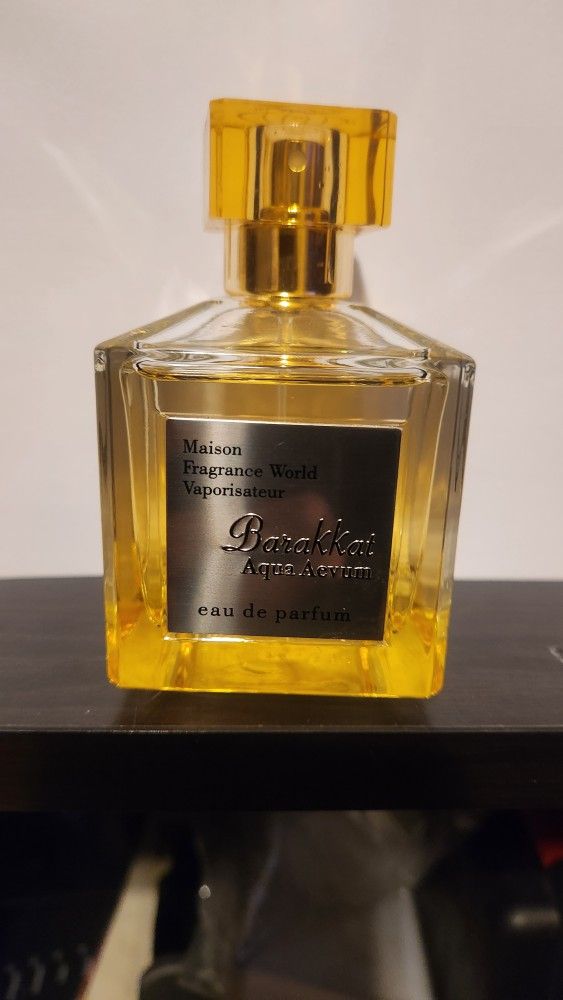 Maison
Fragrance World
Vaporisateur
Barakkat
Aqua Aevum
eau de parfum